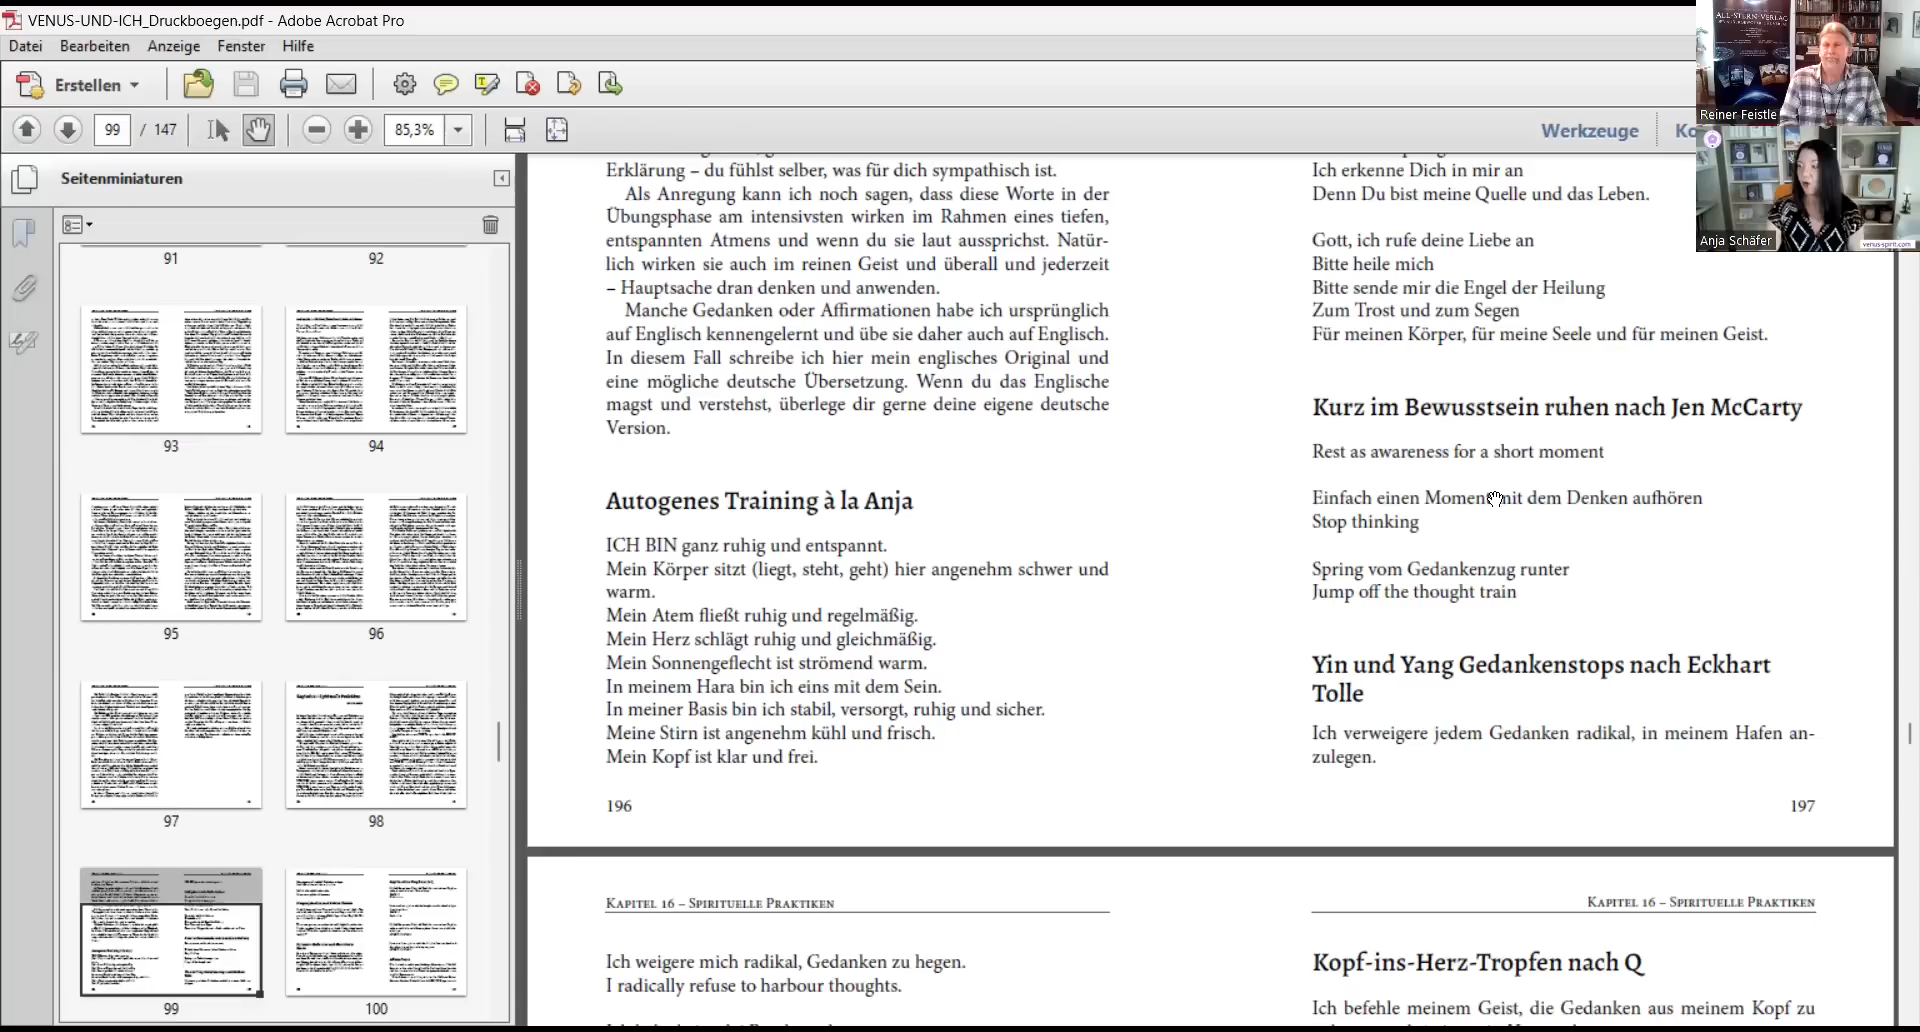 VENUS-UND-ICH_Druckboegen.pdf - Adobe Acrobat Pro
Datei Bearbeiten Anzeige Fenster Hilfe
Erstellen
99 / 147
85,3%
Werkzeuge
Seitenminiaturen
91
92
93
94
95
96
97
98
99
100
Erklärung – du fühlst selber, was für dich sympathisch ist.
Als Anregung kann ich noch sagen, dass diese Worte in der
Übungsphase am intensivsten wirken im Rahmen eines tiefen,
entspannten Atmens und wenn du sie laut aussprichst. Natür-
lich wirken sie auch im reinen Geist und überall und jederzeit
– Hauptsache dran denken und anwenden.
Manche Gedanken oder Affirmationen habe ich ursprünglich
auf Englisch kennengelernt und übe sie daher auch auf Englisch.
In diesem Fall schreibe ich hier mein englisches Original und
eine mögliche deutsche Übersetzung. Wenn du das Englische
magst und verstehst, überlege dir gerne deine eigene deutsche
Version.
Autogenes Training à la Anja
ICH BIN ganz ruhig und entspannt.
Mein Körper sitzt (liegt, steht, geht) hier angenehm schwer und
warm.
Mein Atem fließt ruhig und regelmäßig.
Mein Herz schlägt ruhig und gleichmäßig.
Mein Sonnengeflecht ist strömend warm.
In meinem Hara bin ich eins mit dem Sein.
In meiner Basis bin ich stabil, versorgt, ruhig und sicher.
Meine Stirn ist angenehm kühl und frisch.
Mein Kopf ist klar und frei.
196
Ich erkenne Dich in mir an
Denn Du bist meine Quelle und das Leben.
Gott, ich rufe deine Liebe an
Bitte heile mich
Bitte sende mir die Engel der Heilung
Zum Trost und zum Segen
Für meinen Körper, für meine Seele und für meinen Geist.
Kurz im Bewusstsein ruhen nach Jen McCarty
Rest as awareness for a short moment
Einfach einen Moment mit dem Denken aufhören
Stop thinking
Spring vom Gedankenzug runter
Jump off the thought train
Yin und Yang Gedankenstops nach Eckhart
Tolle
Ich verweigere jedem Gedanken radikal, in meinem Hafen an-
zulegen.
197
Kapitel 16 – Spirituelle Praktiken
Ich weigere mich radikal, Gedanken zu hegen.
I radically refuse to harbour thoughts.
Kapitel 16 – Spirituelle Praktiken
Kopf-ins-Herz-Tropfen nach Q
Ich befehle meinem Geist, die Gedanken aus meinem Kopf zu
ALL-STERN-VERLAG
Reiner Feistle
Anja Schäfer
venus-spirit.com